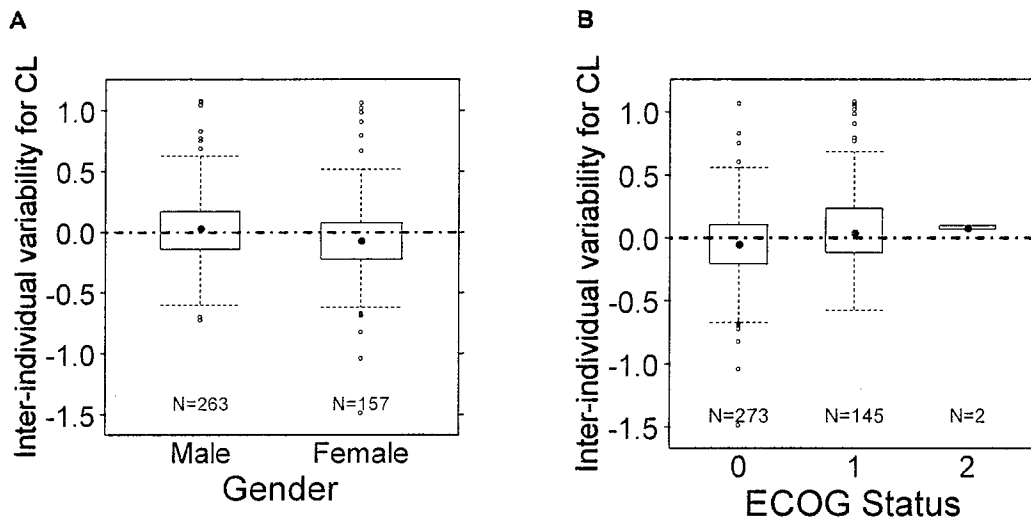 A
Inter-individual variability for CL
1.0
0.5
0.0
-0.5
-1.0
-1.5
N=263
N=157
Male
Female
Gender
B
Inter-individual variability for CL
1.0
0.5
0.0
-0.5
-1.0
-1.5
N=273
N=145
N=2
0
1
2
ECOG Status